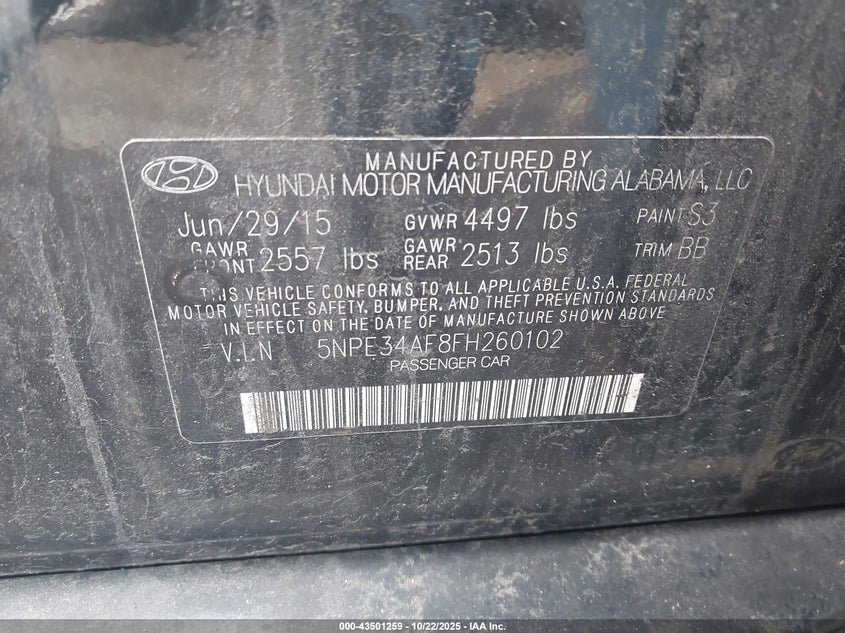 MANUFACTURED BY
HYUNDAI MOTOR MANUFACTURING ALABAMA, LLC
Jun/29/15 GVWR 4497 lbs PAINT S3
GAWR FRONT 2557 lbs GAWR REAR 2513 lbs TRIM BB
THIS VEHICLE CONFORMS TO ALL APPLICABLE U.S.A. FEDERAL
MOTOR VEHICLE SAFETY, BUMPER, AND THEFT PREVENTION STANDARDS
IN EFFECT ON THE DATE OF MANUFACTURE SHOWN ABOVE
V.I.N 5NPE34AF8FH260102
PASSENGER CAR
000-43501259 - 10/22/2025 - IAA Inc.